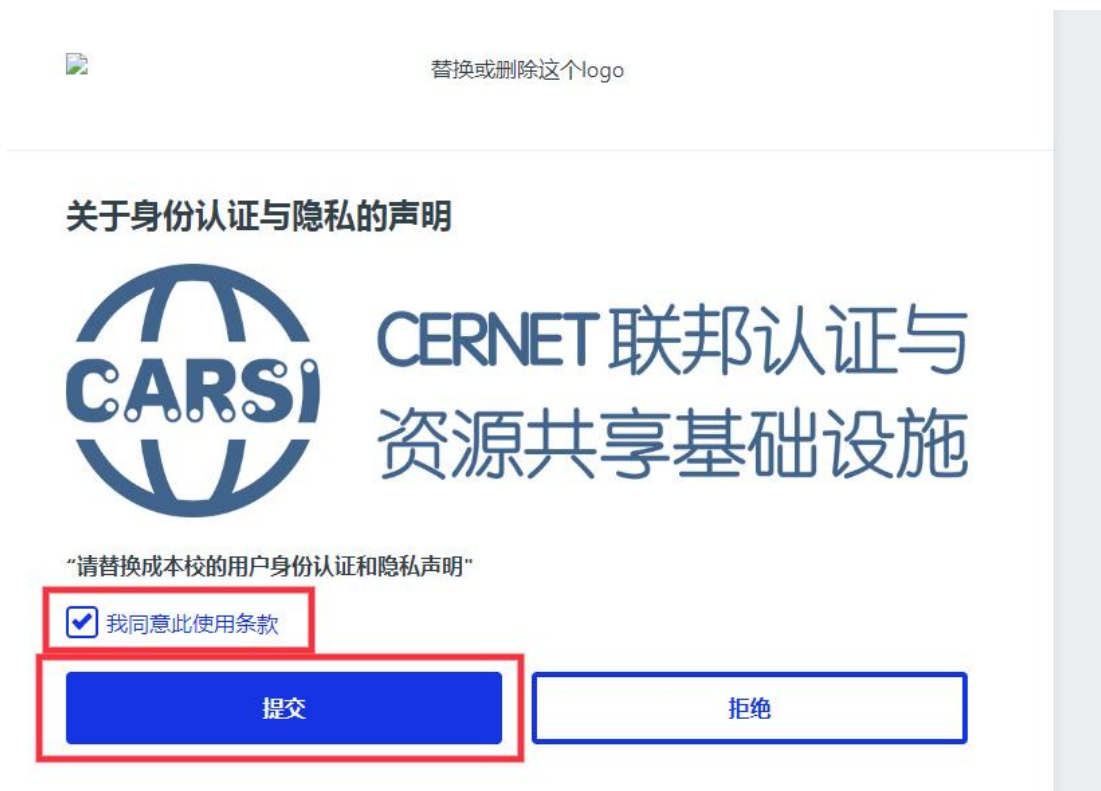 替换或删除这个logo
关于身份认证与隐私的声明
CARSI
CERNET 联邦认证与
资源共享基础设施
“请替换成本校的用户身份认证和隐私声明"
我同意此使用条款
提交
拒绝